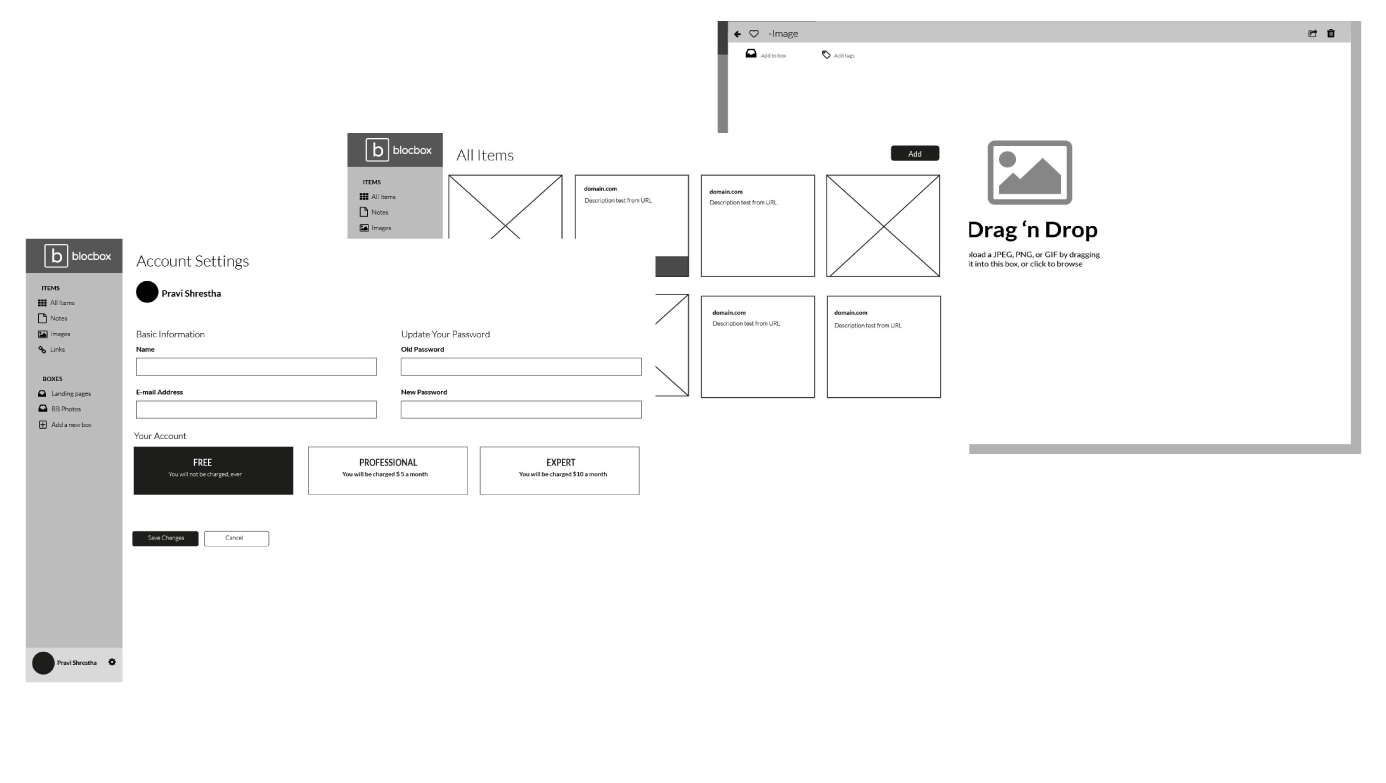 -Image
Add to box
Add tags
Drag ‘n Drop
load a JPEG, PNG, or GIF by dragging
it into this box, or click to browse
b blocbox
All Items
Add
ITEMS
All Items
Notes
Images
domain.com
Description test from URL
domain.com
Description test from URL
domain.com
Description test from URL
domain.com
Description test from URL
b blocbox
ITEMS
All Items
Notes
Images
Links
BOXES
Landing pages
BB Photos
Add a new box
Pravi Shrestha
Account Settings
Pravi Shrestha
Basic Information
Name
E-mail Address
Update Your Password
Old Password
New Password
Your Account
FREE
You will not be charged, ever
PROFESSIONAL
You will be charged $ 5 a month
EXPERT
You will be charged $10 a month
Save Changes
Cancel